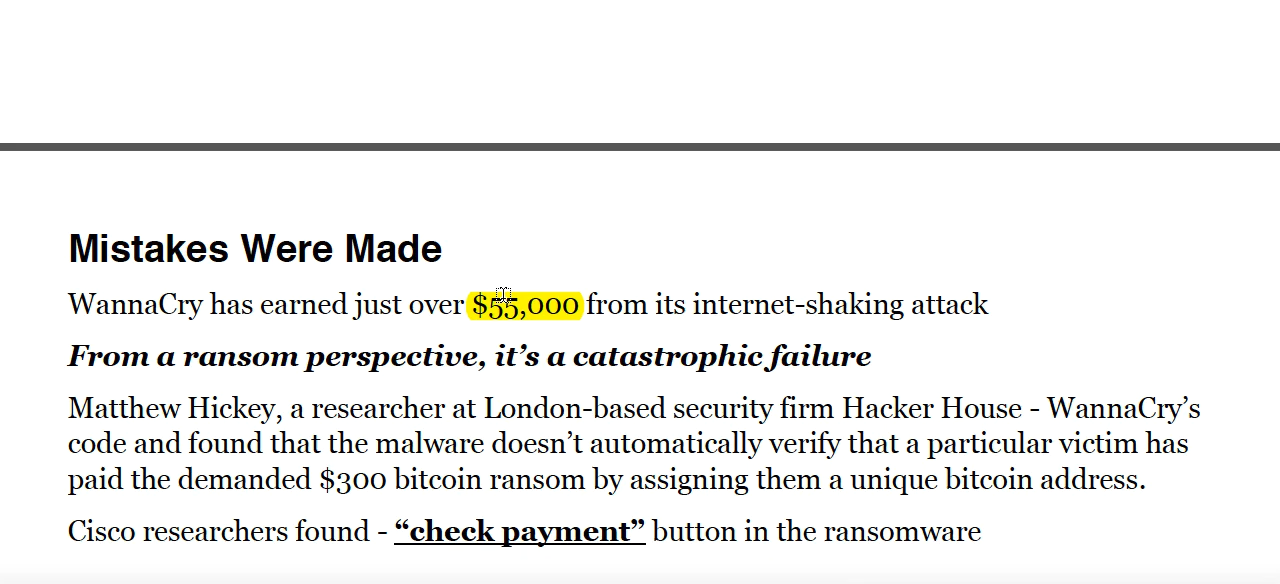 Mistakes Were Made
WannaCry has earned just over $55,000 from its internet-shaking attack
From a ransom perspective, it’s a catastrophic failure
Matthew Hickey, a researcher at London-based security firm Hacker House - WannaCry’s
code and found that the malware doesn’t automatically verify that a particular victim has
paid the demanded $300 bitcoin ransom by assigning them a unique bitcoin address.
Cisco researchers found - “check payment” button in the ransomware